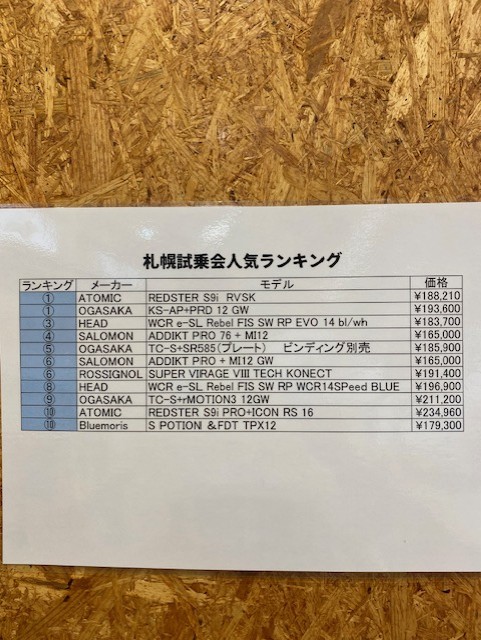 札幌試乗会人気ランキング
ランキング メーカー モデル 価格
① ATOMIC REDSTER S9i RVSK ¥188,210
① OGASAKA KS-AP+PRD 12 GW ¥193,600
③ HEAD WCR e-SL Rebel FIS SW RP EVO 14 bl/wh ¥183,700
④ SALOMON ADDIKT PRO 76 + MI12 ¥165,000
⑤ OGASAKA TC-S+SR585(プレート) ビンディング別売 ¥185,900
⑥ SALOMON ADDIKT PRO + MI12 GW ¥165,000
⑥ ROSSIGNOL SUPER VIRAGE VIII TECH KONECT ¥191,400
⑧ HEAD WCR e-SL Rebel FIS SW RP WCR14SPeed BLUE ¥196,900
⑨ OGASAKA TC-S+rMOTION3 12GW ¥211,200
⑩ ATOMIC REDSTER S9i PRO+ICON RS 16 ¥234,960
⑩ Bluemoris S POTION &FDT TPX12 ¥179,300